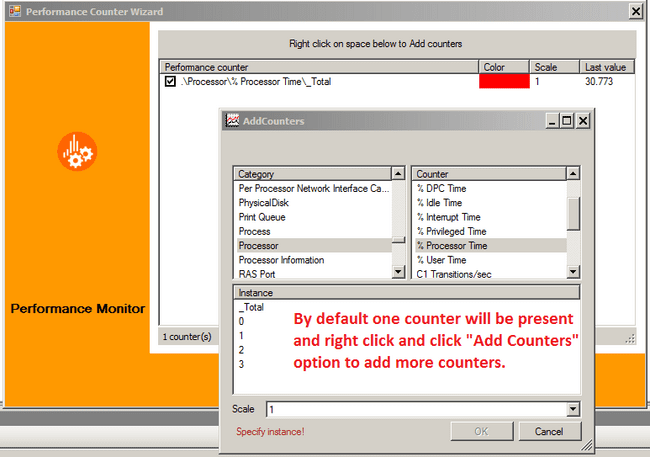 Performance Counter Wizard
Right click on space below to Add counters
Performance counter Color Scale Last value
.\Processor\% Processor Time\_Total 1 30.773
AddCounters
Category
Per Processor Network Interface Ca...
PhysicalDisk
Print Queue
Process
Processor
Processor Information
RAS Port
Counter
% DPC Time
% Idle Time
% Interrupt Time
% Privileged Time
% Processor Time
% User Time
C1 Transitions/sec
Instance
_Total
0
1
2
3
By default one counter will be present
and right click and click "Add Counters"
option to add more counters.
Performance Monitor
1 counter(s)
Scale 1
Specify instance!
OK Cancel